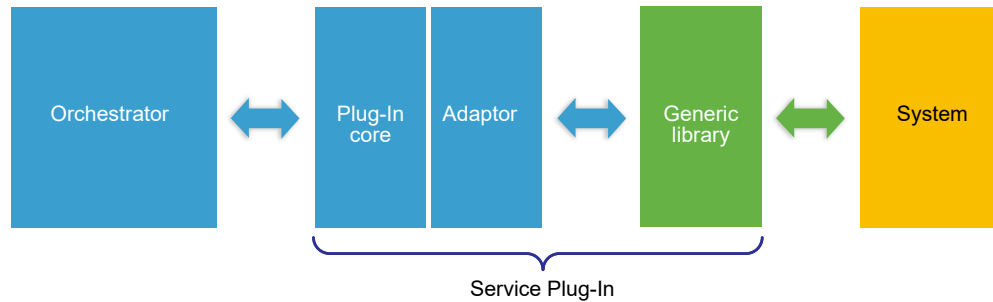 Orchestrator
Plug-In
core
Adaptor
Generic
library
System
Service Plug-In